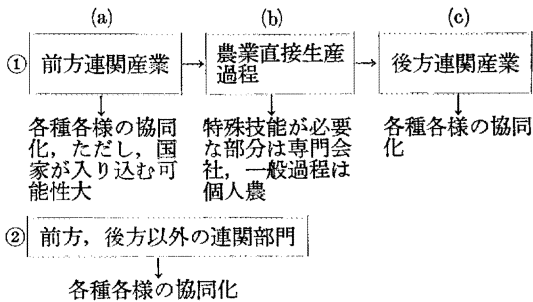 (a) (b) (c)
① 前方連関産業 → 農業直接生産過程 → 後方連関産業
各種各様の協同化，ただし，国家が入り込む可能性大
特殊技能が必要な部分は専門会社，一般過程は個人農
各種各様の協同化
② 前方，後方以外の連関部門
各種各様の協同化